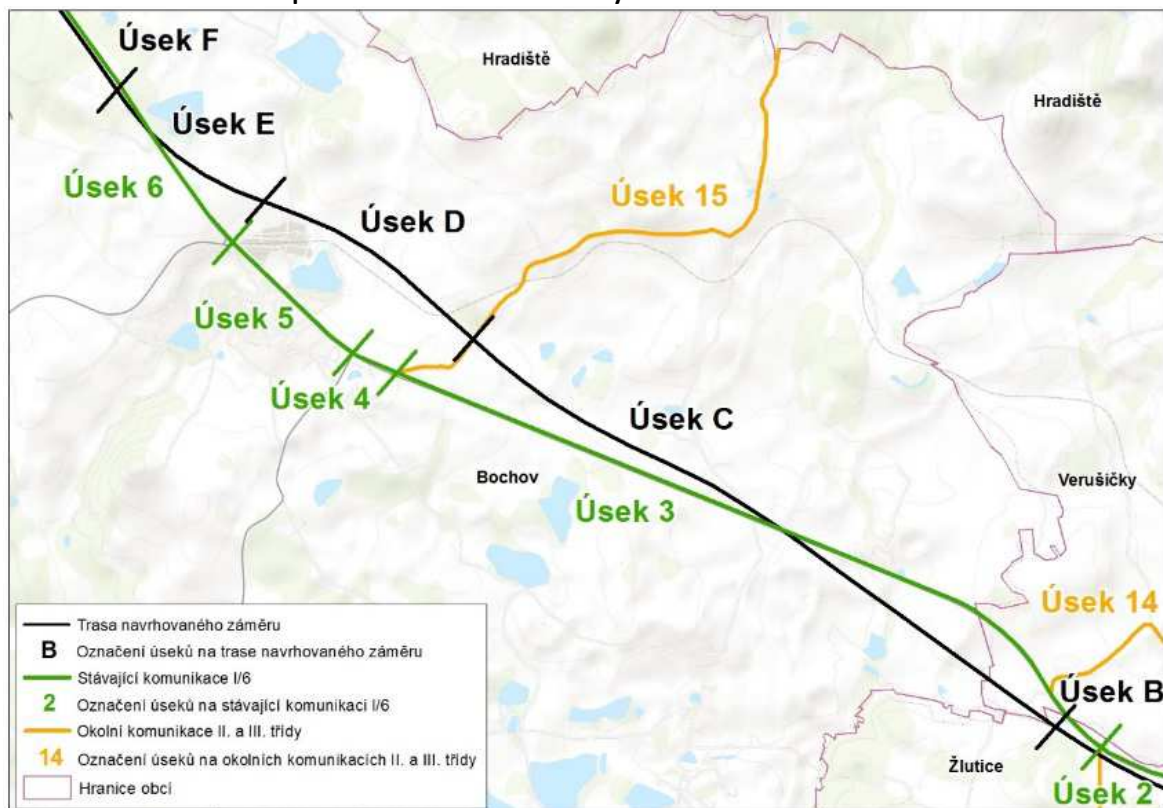 Úsek F
Hradiště
Hradiště
Úsek E
Úsek 6
Úsek 15
Úsek D
Úsek 5
Úsek 4
Úsek C
Bochov
Verušičky
Úsek 3
Úsek 14
Úsek B
Žlutice
Úsek 2
Trasa navrhovaného záměru
B Označení úseků na trase navrhovaného záměru
Stávající komunikace I/6
2 Označení úseků na stávající komunikaci I/6
Okolní komunikace II. a III. třídy
14 Označení úseků na okolních komunikacích II. a III. třídy
Hranice obcí